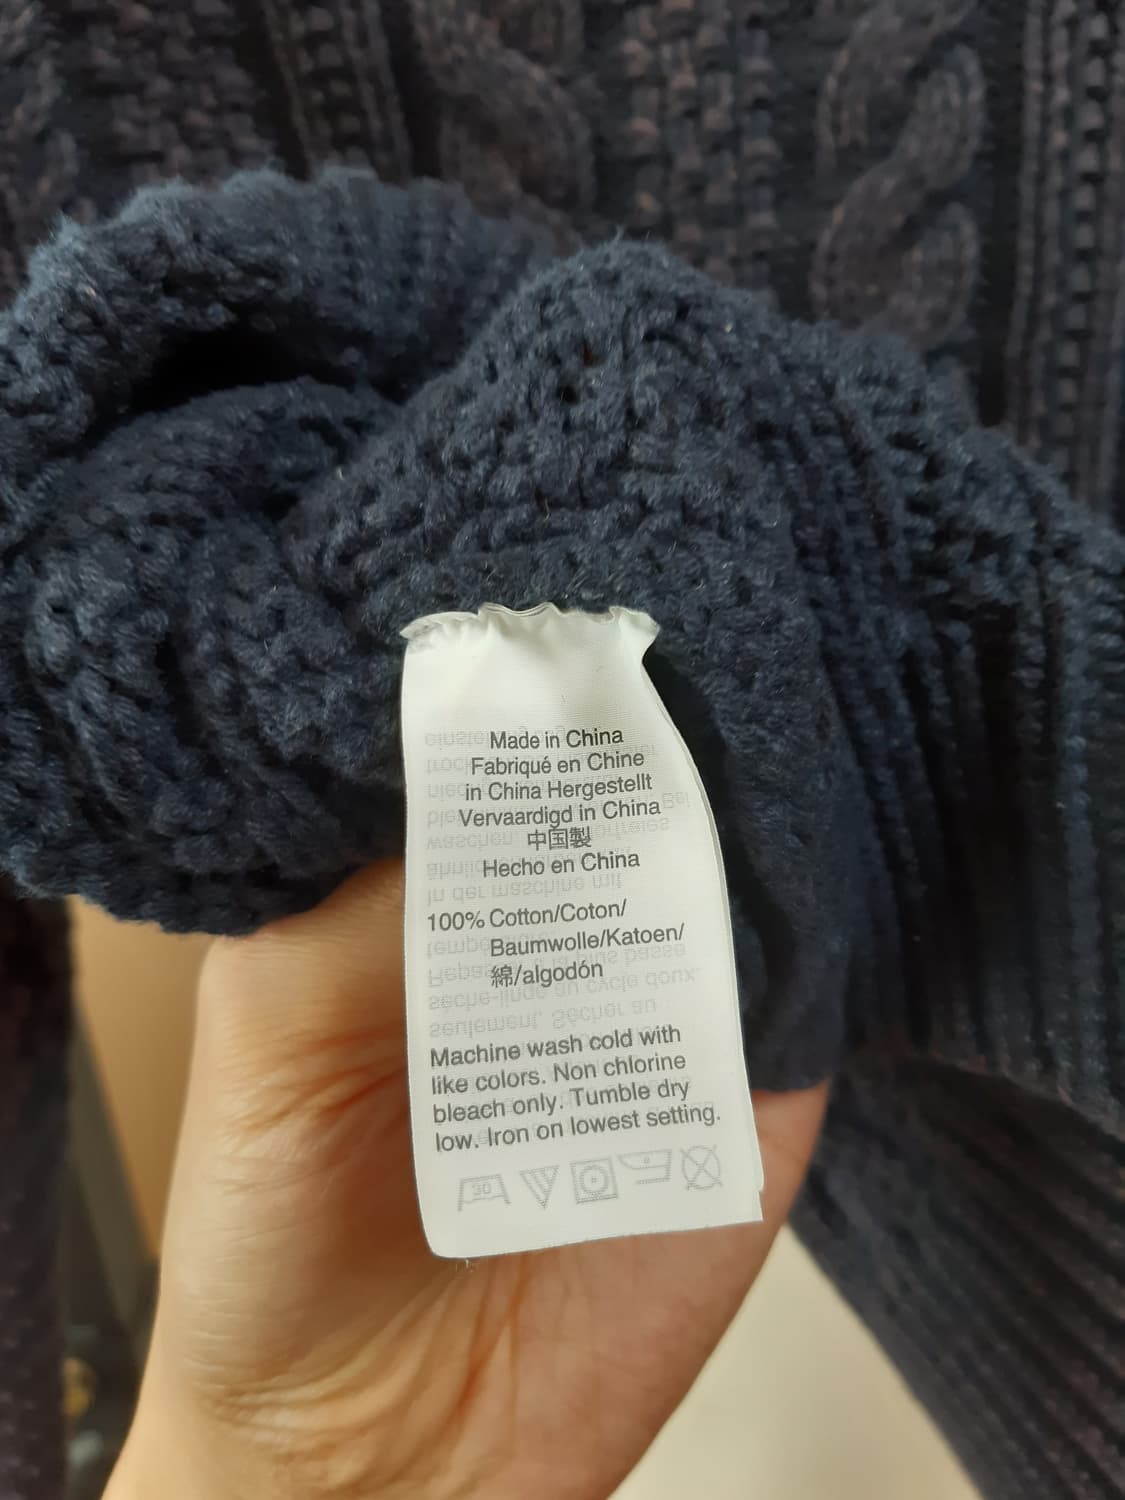 Made in China
Fabriqué en Chine
in China Hergestellt
Vervaardigd in China
中国製
Hecho en China
100% Cotton/Coton/
Baumwolle/Katoen/
綿/algodón
Machine wash cold with
like colors. Non chlorine
bleach only. Tumble dry
low. Iron on lowest setting.
30